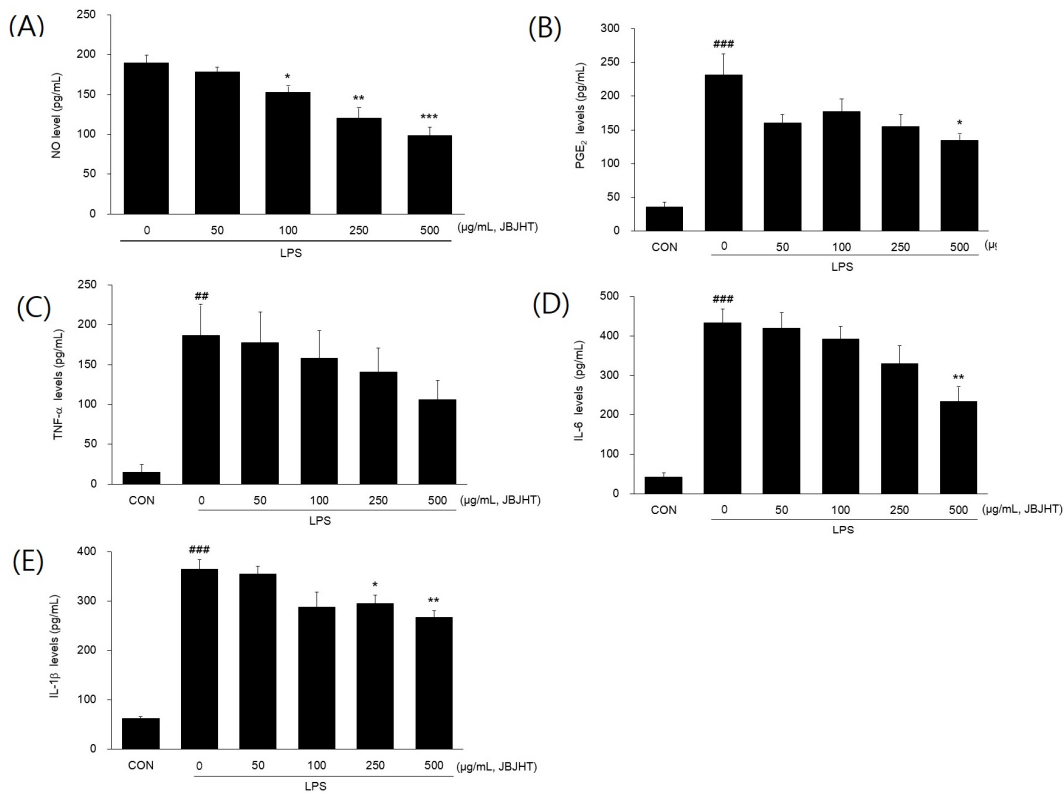 (A)
250
200
150
100
50
0
NO level (pg/mL)
*
**
***
0 50 100 250 500 (μg/mL, JBJHT)
LPS
(B)
300
250
200
150
100
50
0
PGE2 levels (pg/mL)
###
*
CON 0 50 100 250 500 (μg
LPS
(C)
250
200
150
100
50
0
TNF-α levels (pg/mL)
##
CON 0 50 100 250 500 (μg/mL, JBJHT)
LPS
(D)
500
400
300
200
100
0
IL-6 levels (pg/mL)
###
**
CON 0 50 100 250 500 (μg/mL, JBJHT)
LPS
(E)
400
300
200
100
0
IL-1β levels (pg/mL)
###
*
**
CON 0 50 100 250 500 (μg/mL, JBJHT)
LPS